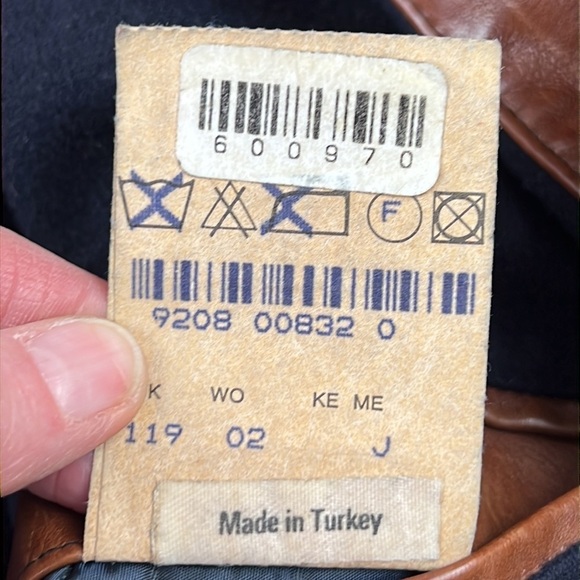 600970
F
9208 00832 0
K WO KE ME
119 02 J
Made in Turkey